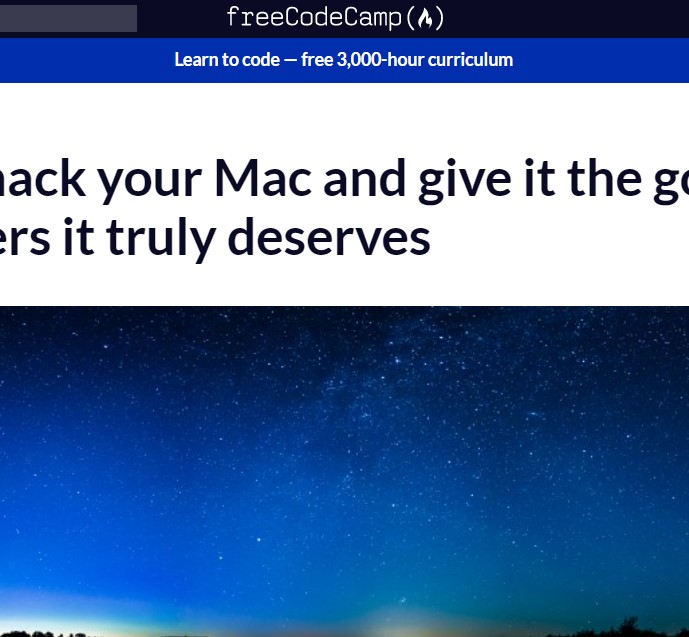 freeCodeCamp(🔥)
Learn to code — free 3,000-hour curriculum
hack your Mac and give it the go
ers it truly deserves